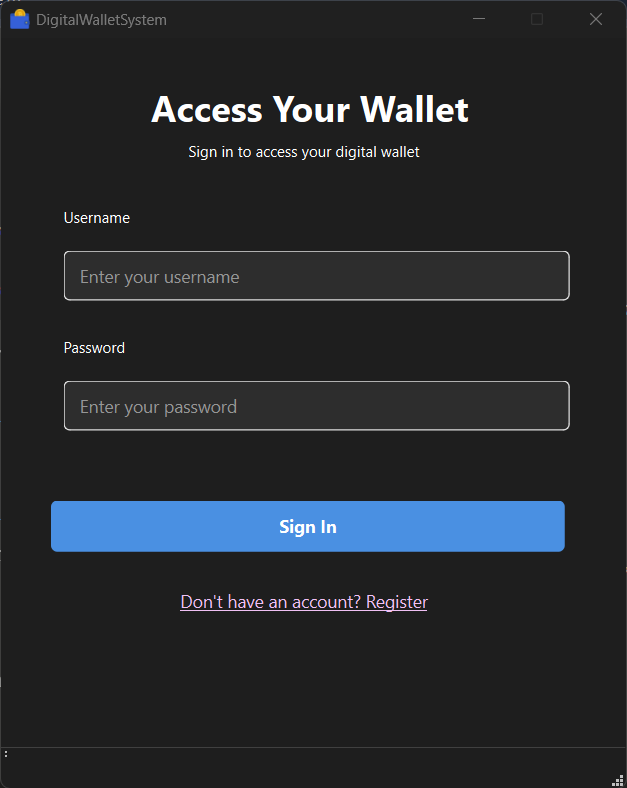 DigitalWalletSystem
Access Your Wallet
Sign in to access your digital wallet
Username
Enter your username
Password
Enter your password
Sign In
Don't have an account? Register